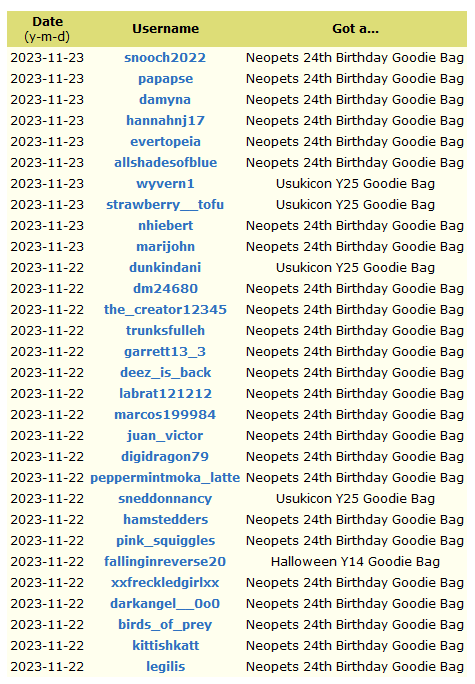 Date Username Got a...
(y-m-d)
2023-11-23 snooch2022 Neopets 24th Birthday Goodie Bag
2023-11-23 papapse Neopets 24th Birthday Goodie Bag
2023-11-23 damyna Neopets 24th Birthday Goodie Bag
2023-11-23 hannahnj17 Neopets 24th Birthday Goodie Bag
2023-11-23 evertopeia Neopets 24th Birthday Goodie Bag
2023-11-23 allshadesofblue Neopets 24th Birthday Goodie Bag
2023-11-23 wyvern1 Usukicon Y25 Goodie Bag
2023-11-23 strawberry__tofu Usukicon Y25 Goodie Bag
2023-11-23 nhiebert Neopets 24th Birthday Goodie Bag
2023-11-23 marijohn Neopets 24th Birthday Goodie Bag
2023-11-22 dunkindani Usukicon Y25 Goodie Bag
2023-11-22 dm24680 Neopets 24th Birthday Goodie Bag
2023-11-22 the_creator12345 Neopets 24th Birthday Goodie Bag
2023-11-22 trunksfulleh Neopets 24th Birthday Goodie Bag
2023-11-22 garrett13_3 Neopets 24th Birthday Goodie Bag
2023-11-22 deez_is_back Neopets 24th Birthday Goodie Bag
2023-11-22 labrat121212 Neopets 24th Birthday Goodie Bag
2023-11-22 marcos199984 Neopets 24th Birthday Goodie Bag
2023-11-22 juan_victor Neopets 24th Birthday Goodie Bag
2023-11-22 digidragon79 Neopets 24th Birthday Goodie Bag
2023-11-22 peppermintmoka_latte Neopets 24th Birthday Goodie Bag
2023-11-22 sneddonnancy Usukicon Y25 Goodie Bag
2023-11-22 hamstedders Neopets 24th Birthday Goodie Bag
2023-11-22 pink_squiggles Neopets 24th Birthday Goodie Bag
2023-11-22 fallinginreverse20 Halloween Y14 Goodie Bag
2023-11-22 xxfreckledgirlxx Neopets 24th Birthday Goodie Bag
2023-11-22 darkangel__0o0 Neopets 24th Birthday Goodie Bag
2023-11-22 birds_of_prey Neopets 24th Birthday Goodie Bag
2023-11-22 kittishkatt Neopets 24th Birthday Goodie Bag
2023-11-22 legilis Neopets 24th Birthday Goodie Bag